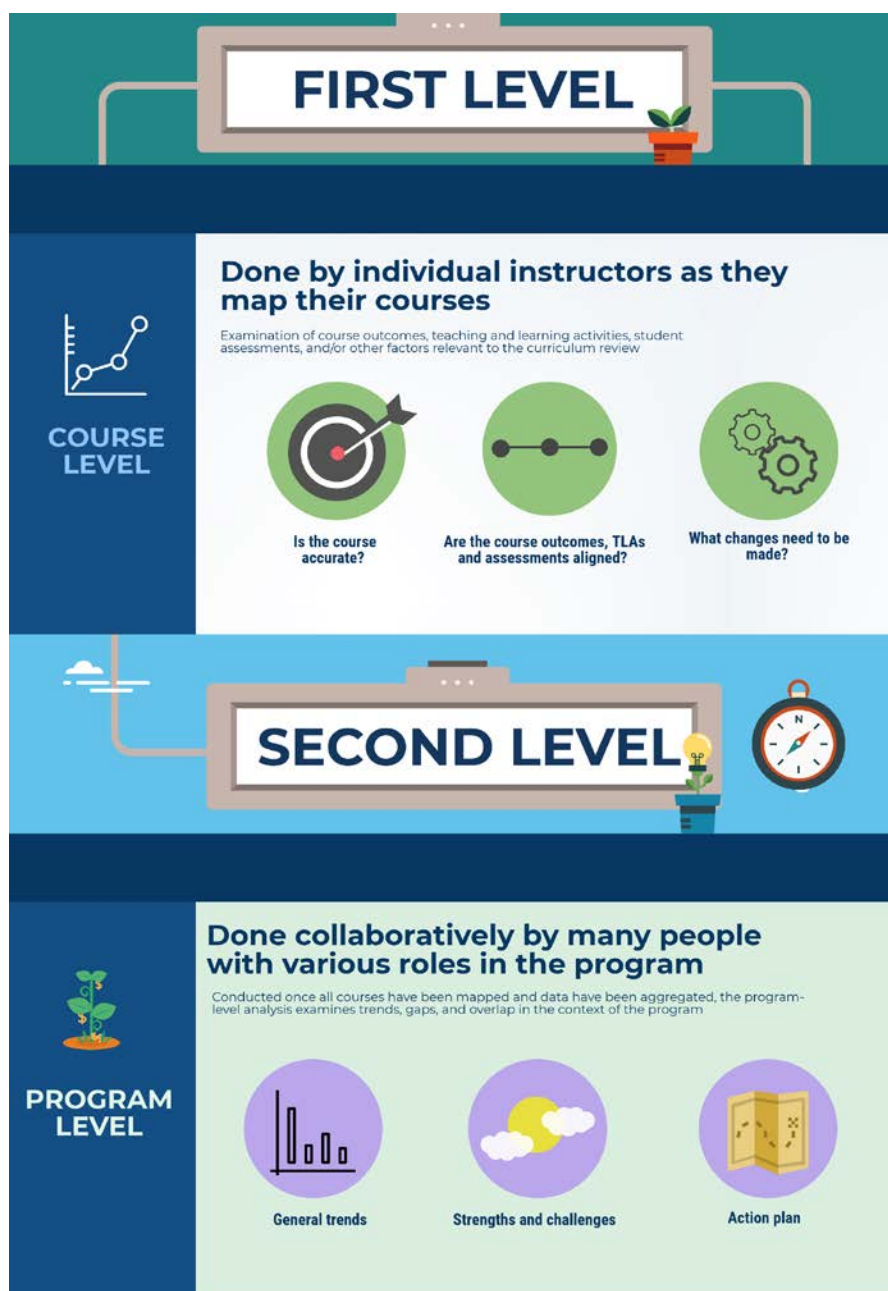 FIRST LEVEL
Done by individual instructors as they
map their courses
Examination of course outcomes, teaching and learning activities, student
assessments, and/or other factors relevant to the curriculum review
COURSE
LEVEL
Is the course
accurate?
Are the course outcomes, TLAs
and assessments aligned?
What changes need to be
made?
SECOND LEVEL
N
Done collaboratively by many people
with various roles in the program
Conducted once all courses have been mapped and data have been aggregated, the program-
level analysis examines trends, gaps, and overlap in the context of the program
PROGRAM
LEVEL
General trends
Strengths and challenges
Action plan